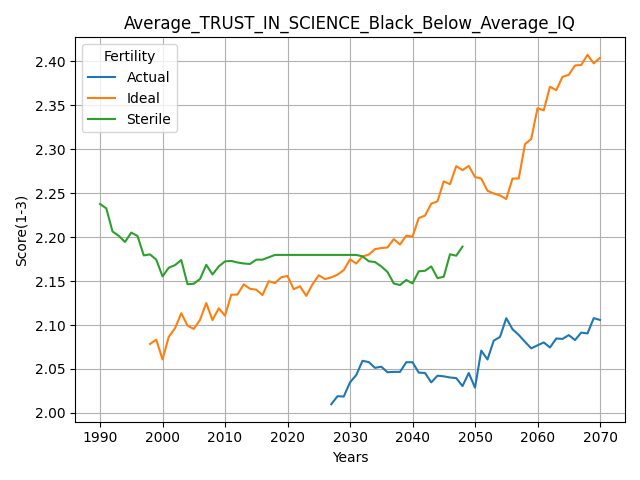 Average_TRUST_IN_SCIENCE_Black_Below_Average_IQ
Fertility
Actual
Ideal
Sterile
Score(1-3)
2.40
2.35
2.30
2.25
2.20
2.15
2.10
2.05
2.00
1990 2000 2010 2020 2030 2040 2050 2060 2070
Years